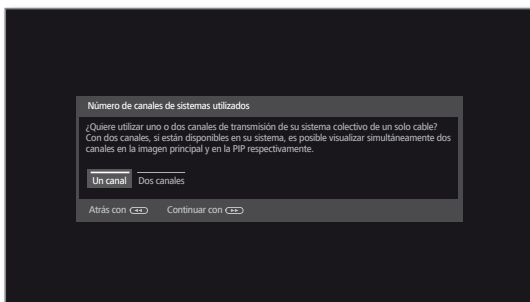 Número de canales de sistemas utilizados
¿Quiere utilizar uno o dos canales de transmisión de su sistema colectivo de un solo cable?
Con dos canales, si están disponibles en su sistema, es posible visualizar simultáneamente dos
canales en la imagen principal y en la PIP respectivamente.
Un canal Dos canales
Atrás con Continuar con